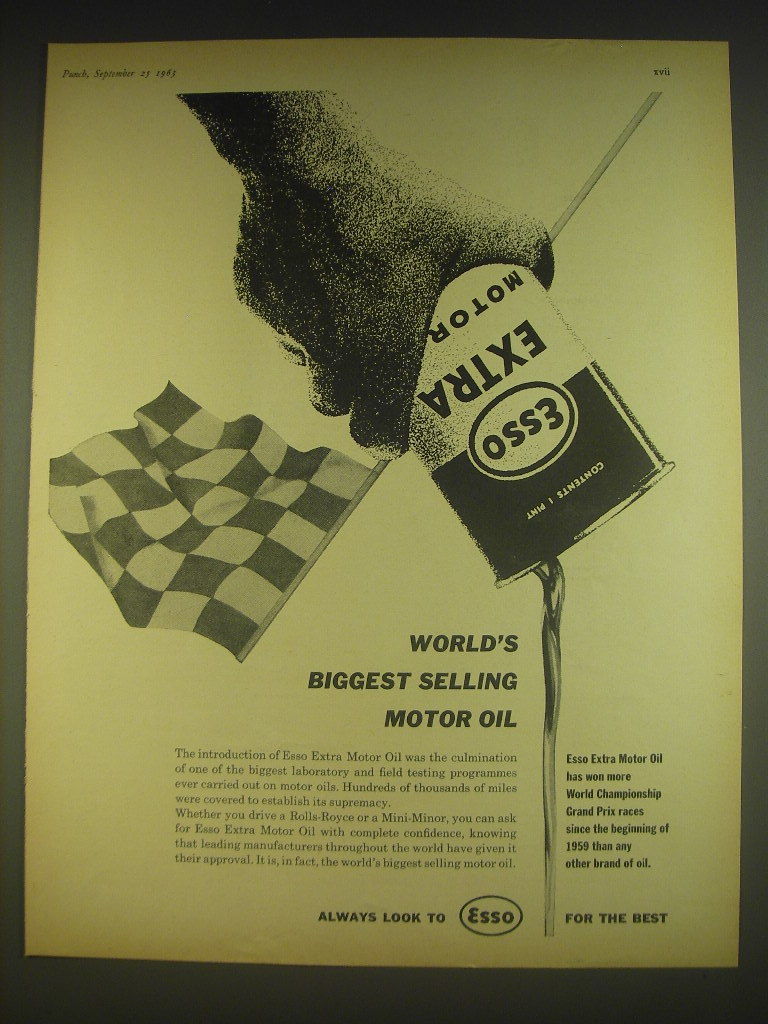 Punch, September 25 1963
xvii
MOTOR
EXTRA
Esso
CONTENTS 1 PINT
WORLD'S
BIGGEST SELLING
MOTOR OIL
The introduction of Esso Extra Motor Oil was the culmination
of one of the biggest laboratory and field testing programmes
ever carried out on motor oils. Hundreds of thousands of miles
were covered to establish its supremacy.
Whether you drive a Rolls-Royce or a Mini-Minor, you can ask
for Esso Extra Motor Oil with complete confidence, knowing
that leading manufacturers throughout the world have given it
their approval. It is, in fact, the world's biggest selling motor oil.
Esso Extra Motor Oil
has won more
World Championship
Grand Prix races
since the beginning of
1959 than any
other brand of oil.
ALWAYS LOOK TO Esso FOR THE BEST